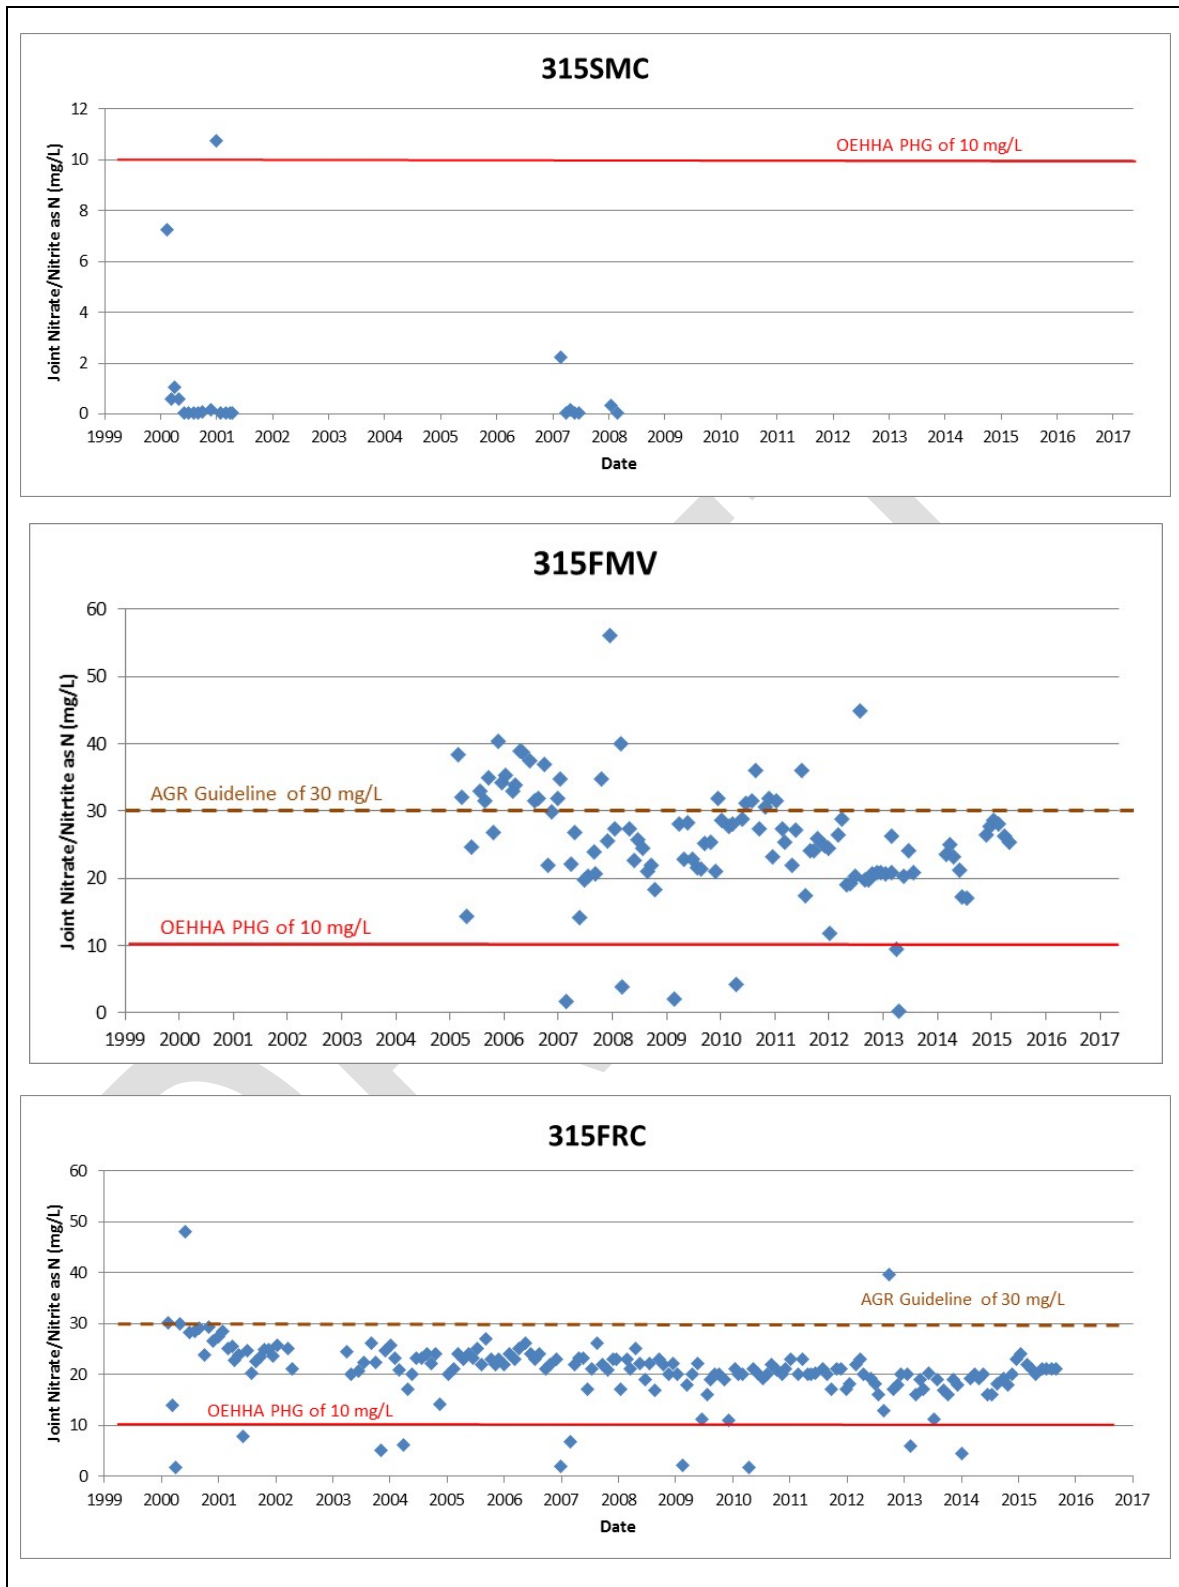 315SMC
Joint Nitrate/Nitrite as N (mg/L)
12
10
8
6
4
2
0
OEHHA PHG of 10 mg/L
1999 2000 2001 2002 2003 2004 2005 2006 2007 2008 2009 2010 2011 2012 2013 2014 2015 2016 2017
Date
315FMV
Joint Nitrate/Nitrtite as N (mg/L)
60
50
40
30
20
10
0
AGR Guideline of 30 mg/L
OEHHA PHG of 10 mg/L
1999 2000 2001 2002 2003 2004 2005 2006 2007 2008 2009 2010 2011 2012 2013 2014 2015 2016 2017
315FRC
Joint Nitrate/Nitrite as N (mg/L)
60
50
40
30
20
10
0
AGR Guideline of 30 mg/L
OEHHA PHG of 10 mg/L
1999 2000 2001 2002 2003 2004 2005 2006 2007 2008 2009 2010 2011 2012 2013 2014 2015 2016 2017
Date